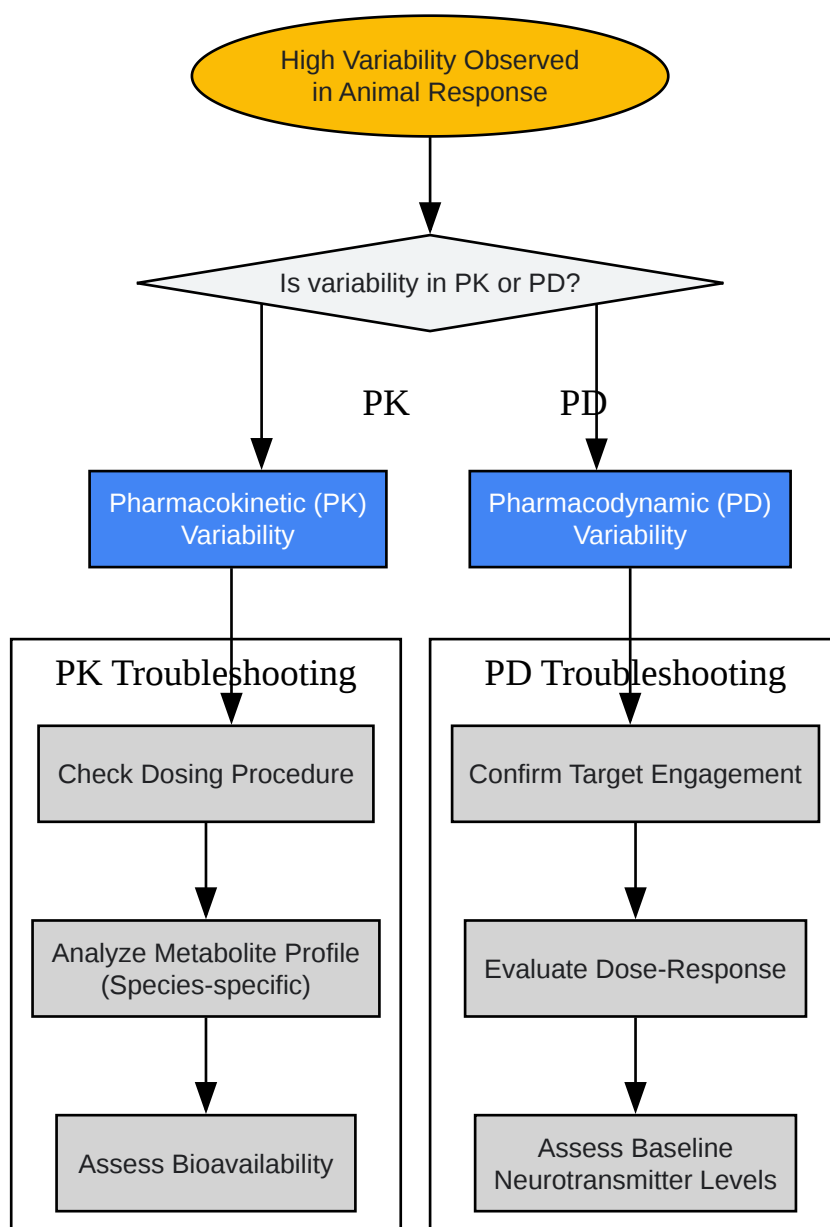 High Variability Observed
in Animal Response
Is variability in PK or PD?
PK
PD
Pharmacokinetic (PK)
Variability
Pharmacodynamic (PD)
Variability
PK Troubleshooting
Check Dosing Procedure
Analyze Metabolite Profile
(Species-specific)
Assess Bioavailability
PD Troubleshooting
Confirm Target Engagement
Evaluate Dose-Response
Assess Baseline
Neurotransmitter Levels